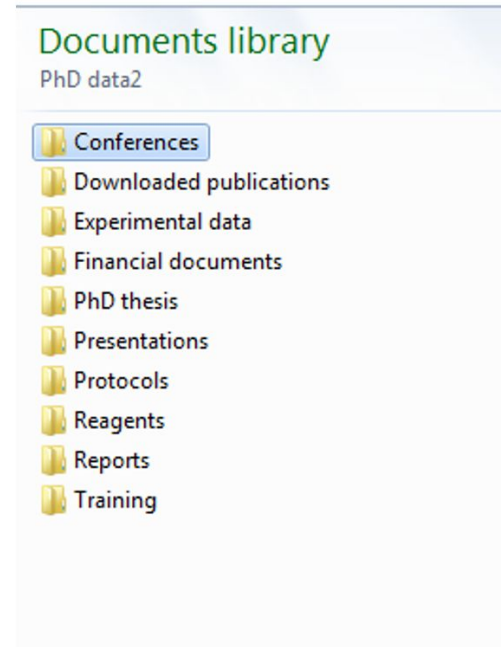 Documents library
PhD data2
Conferences
Downloaded publications
Experimental data
Financial documents
PhD thesis
Presentations
Protocols
Reagents
Reports
Training